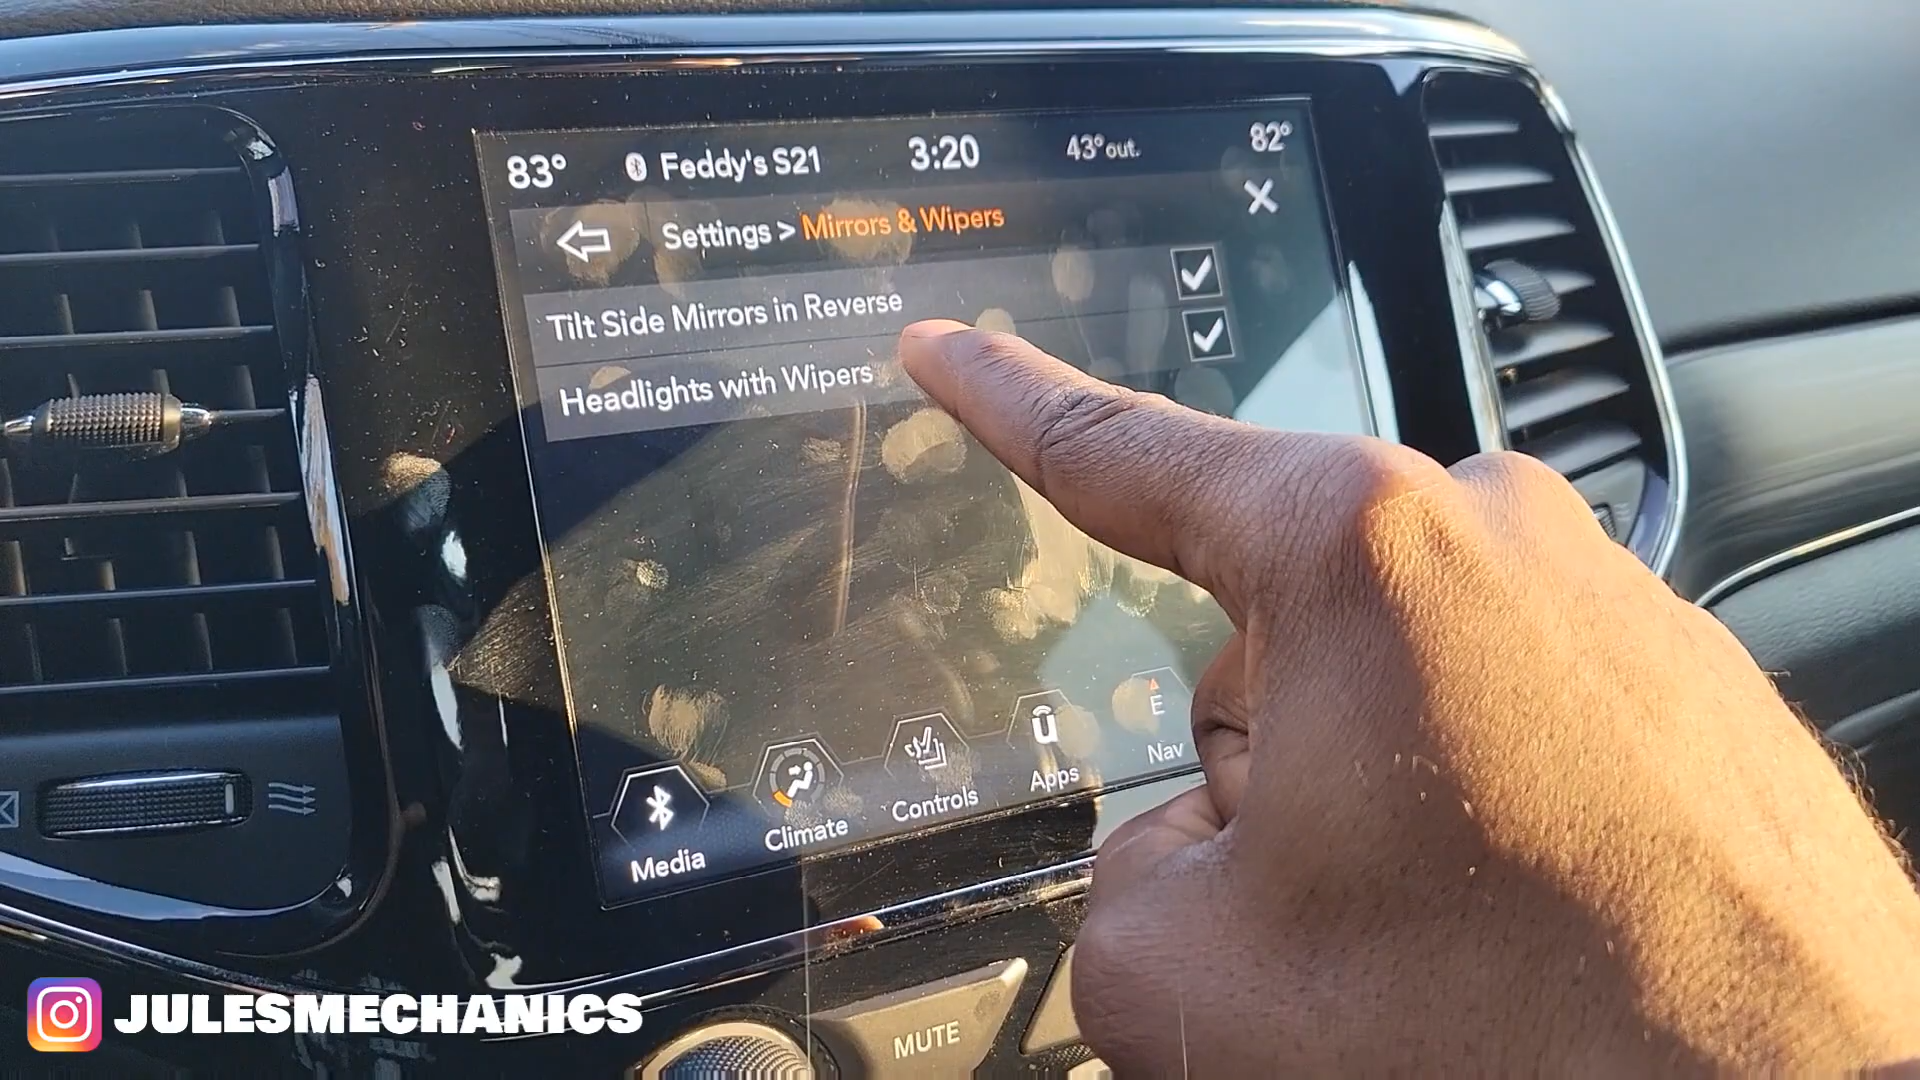 83° Feddy's S21 3:20 43° out. 82°
Settings > Mirrors & Wipers
Tilt Side Mirrors in Reverse
Headlights with Wipers
Media Climate Controls Apps Nav
E
MUTE
JULESMECHANICS